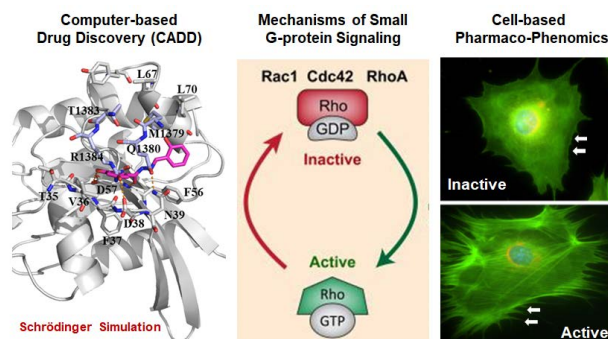 Computer-based
Drug Discovery (CADD)
L67
L70
T1383
M1379
Q1380
R1384
D57
T35
V36
F56
N39
D38
F37
Schrödinger Simulation
Mechanisms of Small
G-protein Signaling
Rac1 Cdc42 RhoA
Rho
GDP
Inactive
Active
Rho
GTP
Cell-based
Pharmaco-Phenomics
Inactive
Active